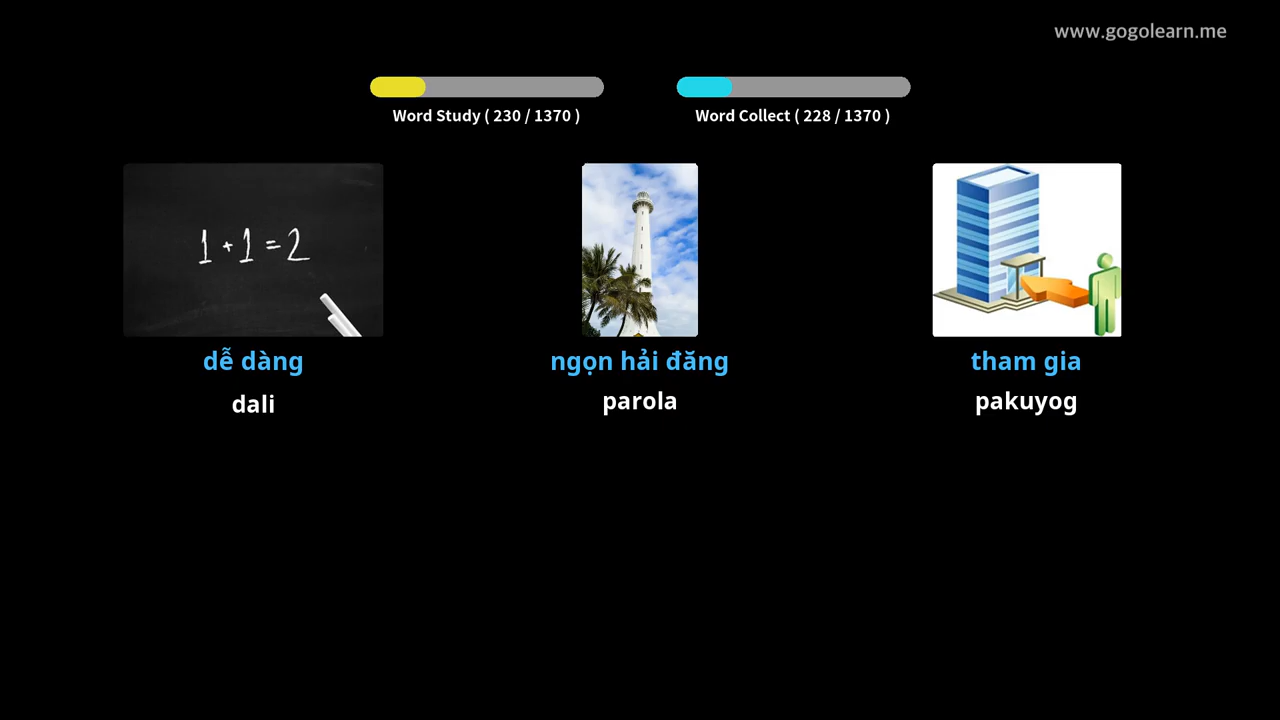 www.gogolearn.me
Word Study ( 230 / 1370 )
Word Collect ( 228 / 1370 )
1 + 1 = 2
dễ dàng
ngọn hải đăng
tham gia
dali
parola
pakuyog